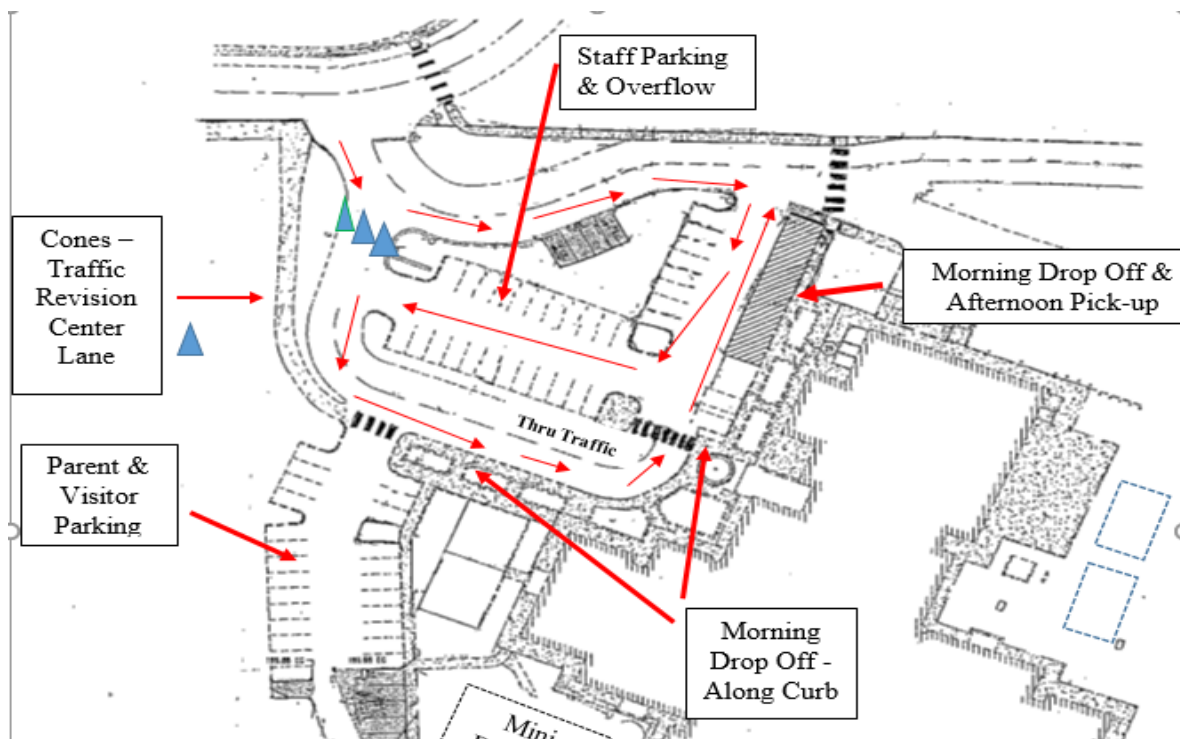 Staff Parking
& Overflow
Cones –
Traffic
Revision
Center
Lane
Morning Drop Off &
Afternoon Pick-up
Thru Traffic
Parent &
Visitor
Parking
Morning
Drop Off -
Along Curb
Mini